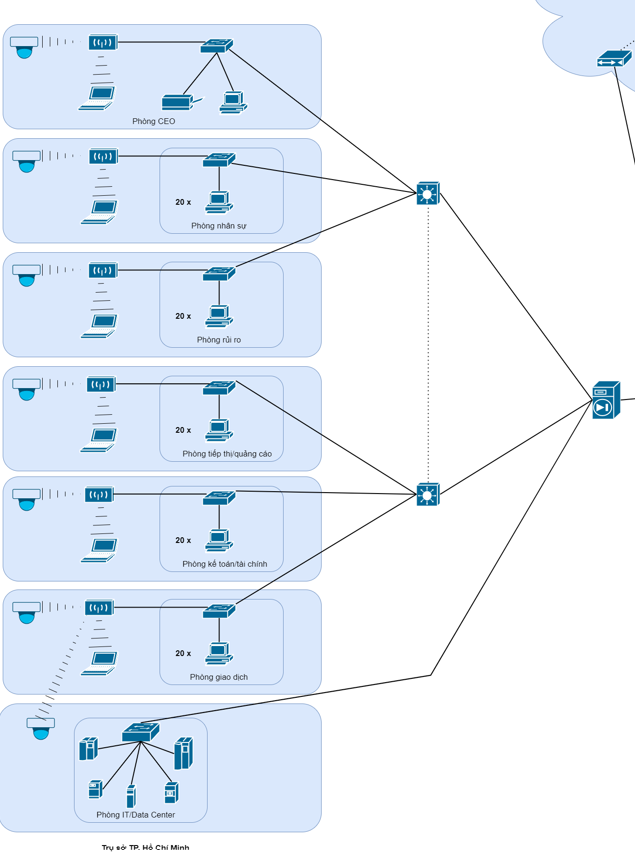 Phòng CEO
20 x
Phòng nhân sự
20 x
Phòng rủi ro
20 x
Phòng tiếp thị/quảng cáo
20 x
Phòng kế toán/tài chính
20 x
Phòng giao dịch
Phòng IT/Data Center
Trụ sở TP. Hồ Chí Minh